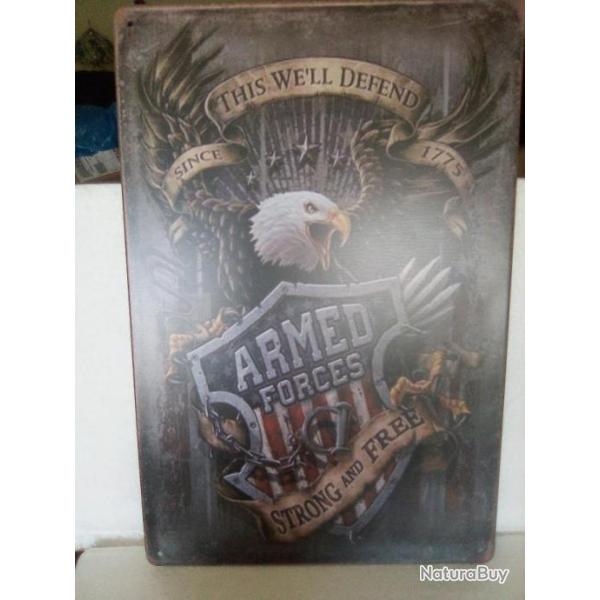 THIS WE'LL DEFEND
SINCE 1775
ARMED
FORCES
STRONG AND FREE
NaturaBuy